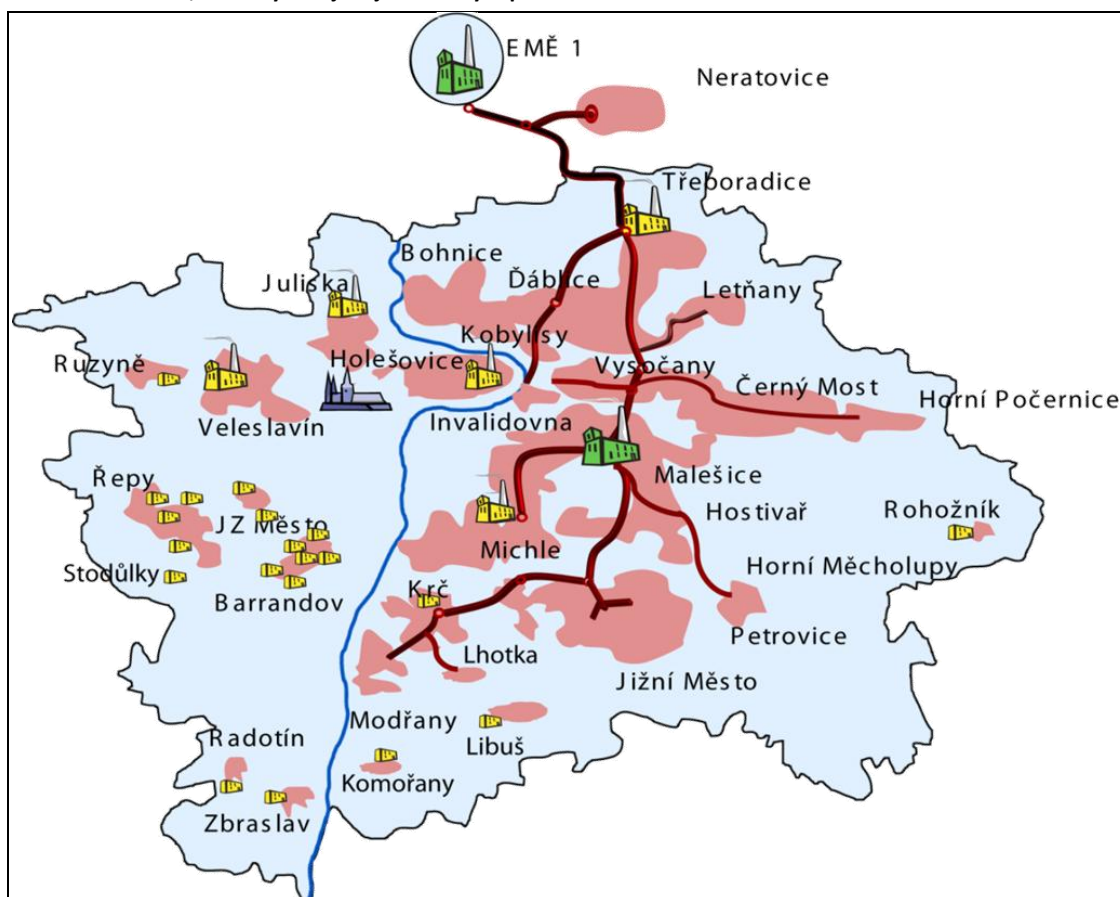 EMĚ 1
Neratovice
Třeboradice
Bohnice
Juliska
Ďáblice
Letňany
Kobylisy
Ruzyně
Holešovice
Vysočany
Černý Most
Horní Počernice
Veleslavín
Invalidovna
Malešice
Řepy
Hostivař
Rohožník
JZ Město
Michle
Stodůlky
Horní Měcholupy
Barrandov
Krč
Petrovice
Lhotka
Jižní Město
Modřany
Radotín
Libuš
Komořany
Zbraslav